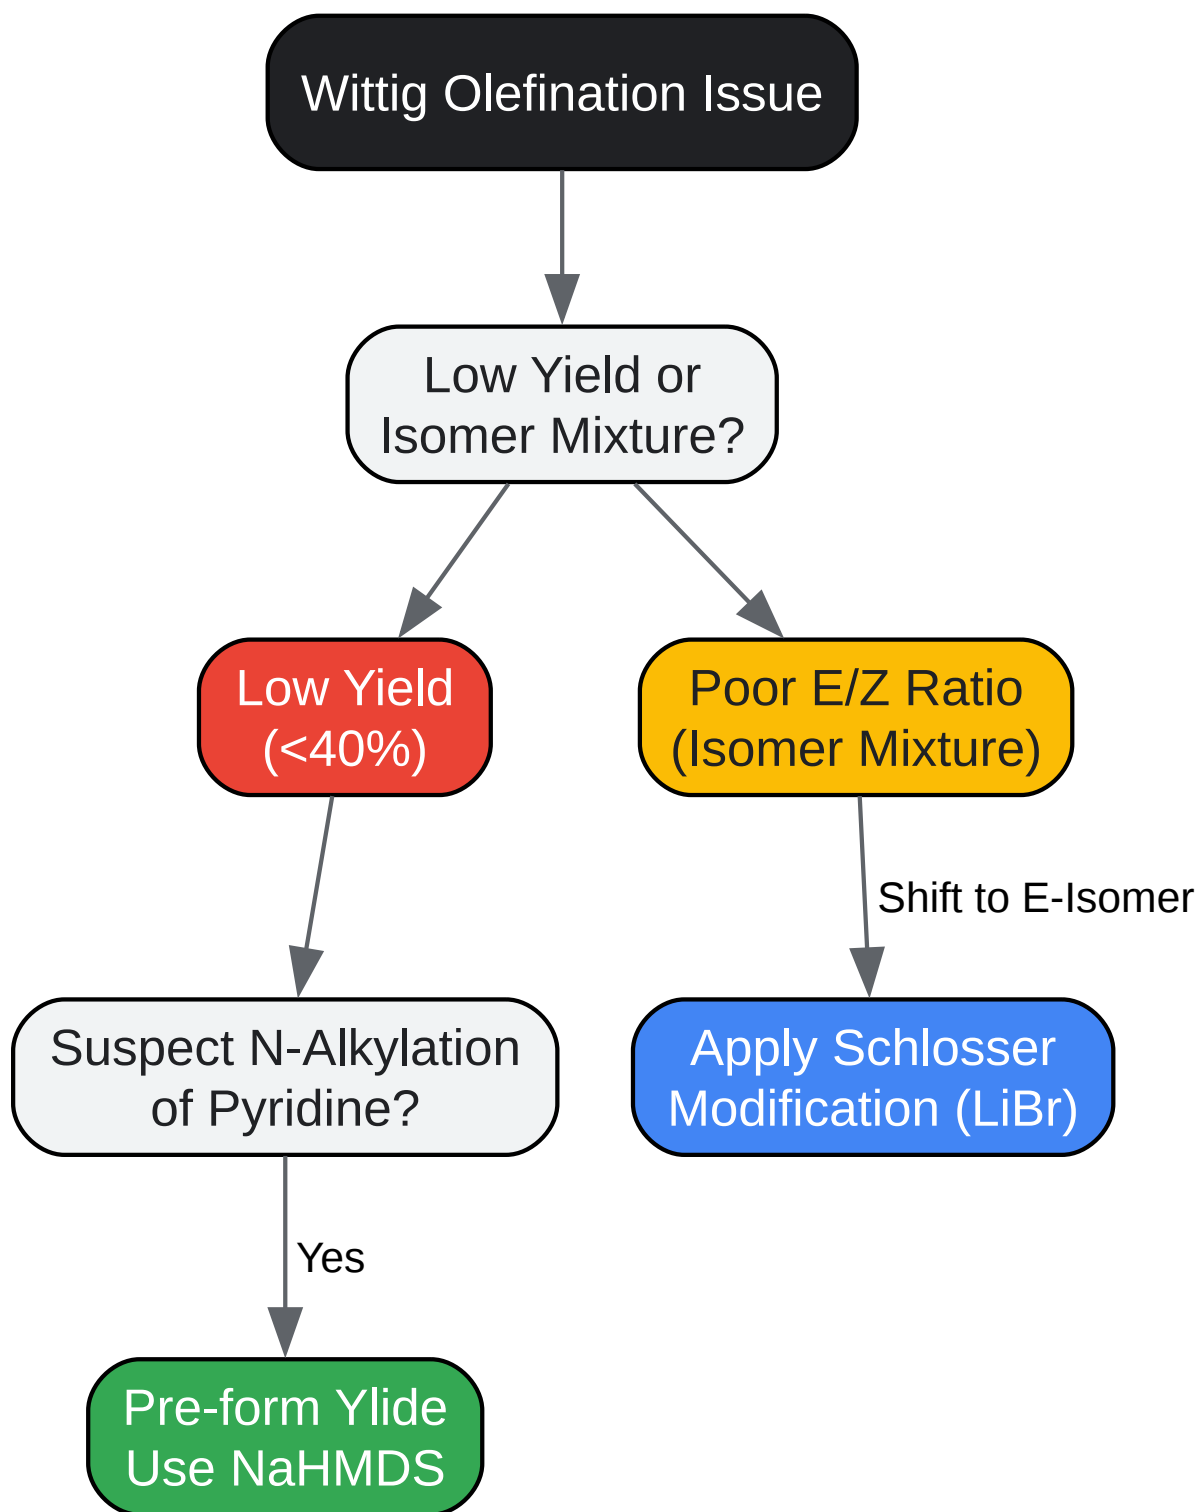 Wittig Olefination Issue
Low Yield or
Isomer Mixture?
Low Yield
(<40%)
Poor E/Z Ratio
(Isomer Mixture)
Shift to E-Isomer
Suspect N-Alkylation
of Pyridine?
Apply Schlosser
Modification (LiBr)
Yes
Pre-form Ylide
Use NaHMDS